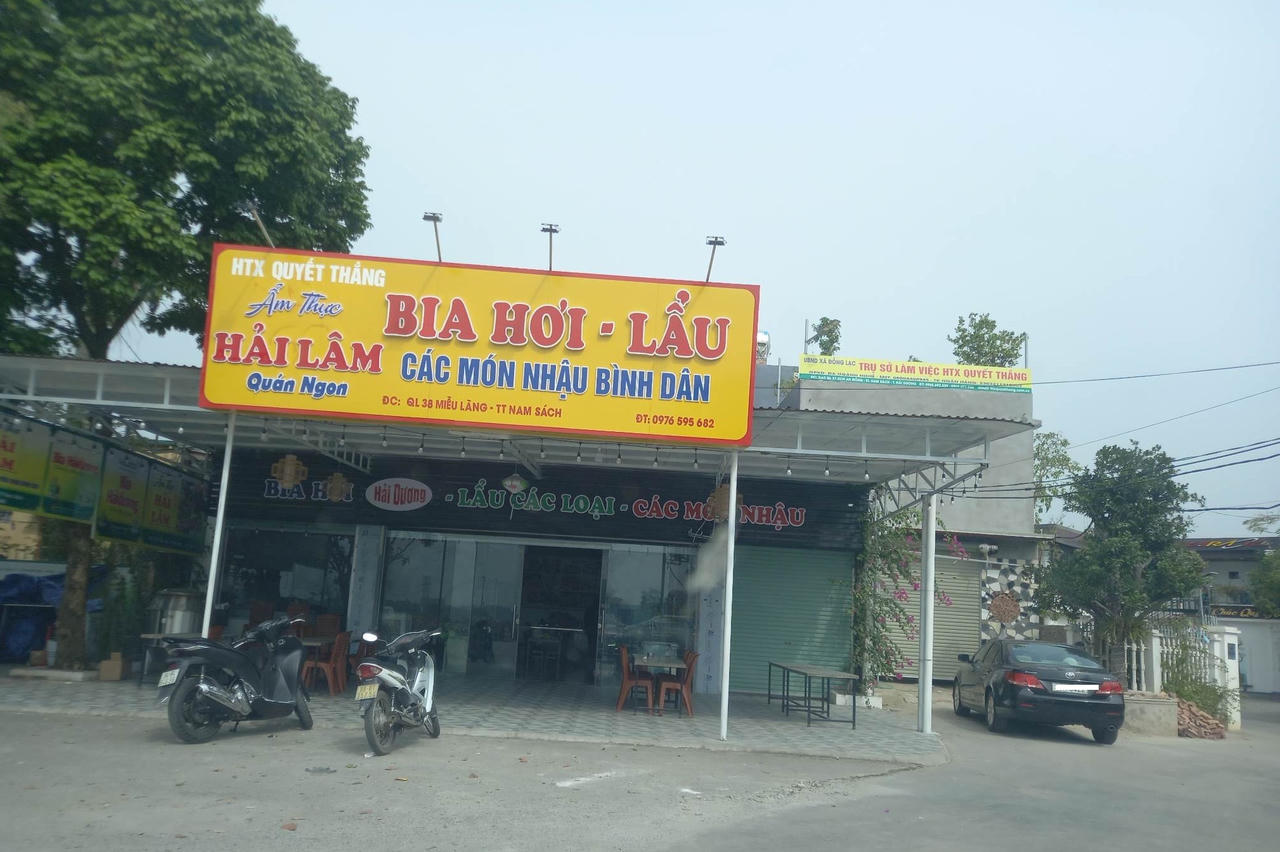 HTX QUYẾT THẮNG
Ẩm Thực
HẢI LÂM
Quán Ngon
BIA HƠI - LẨU
CÁC MÓN NHẬU BÌNH DÂN
ĐC: QL 38 MIỄU LÃNG - TT NAM SÁCH
ĐT: 0976 595 682
UBND XÃ ĐỒNG LẠC
TRỤ SỞ LÀM VIỆC HTX QUYẾT THẮNG
BIA HƠI
Hải Dương
- LẨU CÁC LOẠI - CÁC MÓN NHẬU